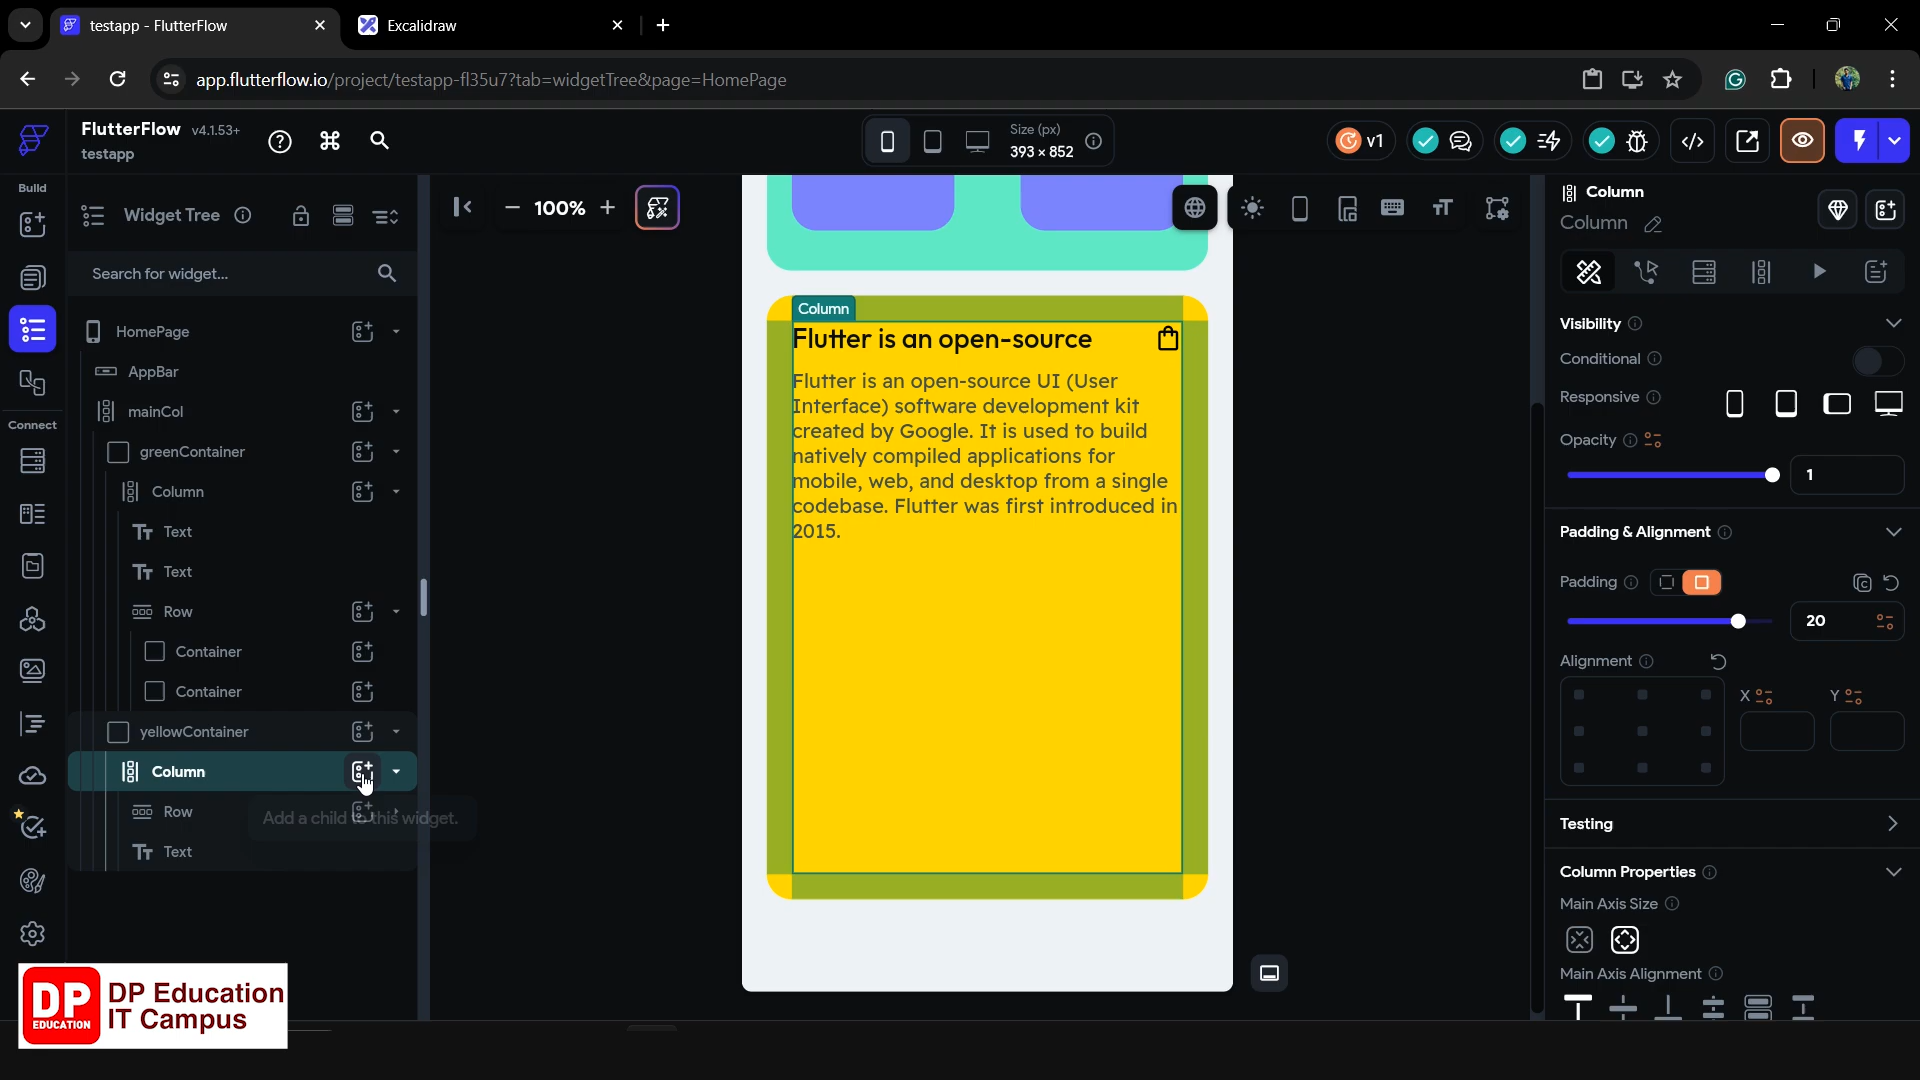 testapp - FlutterFlow
Excalidraw
app.flutterflow.io/project/testapp-fl35u7?tab=widgetTree&page=HomePage
FlutterFlow v4.1.53+
testapp
Size (px)
393 × 852
v1
Build
Connect
Widget Tree
Search for widget...
HomePage
AppBar
mainCol
greenContainer
Column
Text
Text
Row
Container
Container
yellowContainer
Column
Row
Add a child to this widget.
Text
100%
Column
Flutter is an open-source
Flutter is an open-source UI (User
Interface) software development kit
created by Google. It is used to build
natively compiled applications for
mobile, web, and desktop from a single
codebase. Flutter was first introduced in
2015.
Column
Column
Visibility
Conditional
Responsive
Opacity
1
Padding & Alignment
Padding
20
Alignment
X
Y
Testing
Column Properties
Main Axis Size
Main Axis Alignment
DP
EDUCATION
DP Education
IT Campus